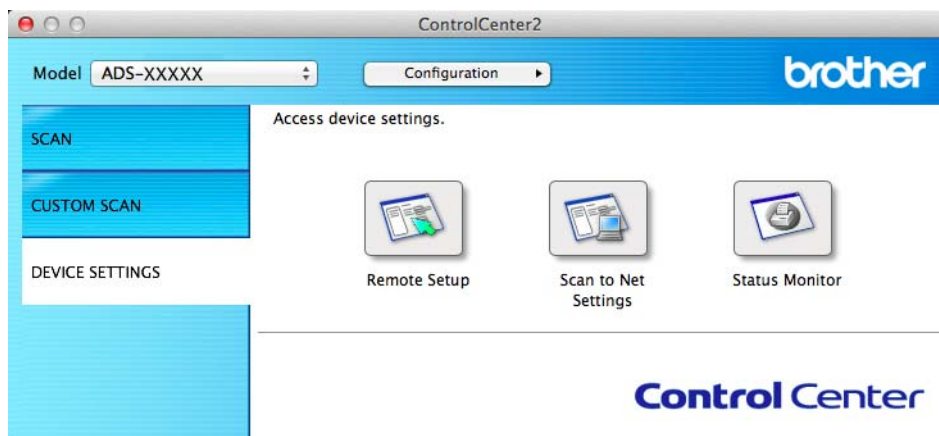 ControlCenter2
Model ADS-XXXXX Configuration
brother
SCAN
CUSTOM SCAN
DEVICE SETTINGS
Access device settings.
Remote Setup
Scan to Net
Settings
Status Monitor
Control Center